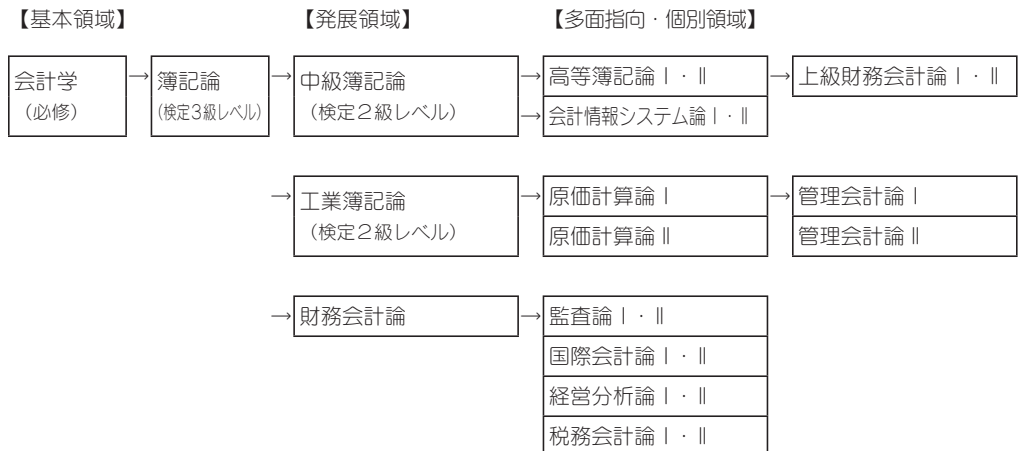 【基本領域】 【発展領域】 【多面指向・個別領域】
会計学 → 簿記論 → 中級簿記論 → 高等簿記論Ⅰ・Ⅱ → 上級財務会計論Ⅰ・Ⅱ
（必修） （検定３級レベル） （検定２級レベル） → 会計情報システム論Ⅰ・Ⅱ
→ 工業簿記論 → 原価計算論Ⅰ → 管理会計論Ⅰ
（検定２級レベル） 原価計算論Ⅱ 管理会計論Ⅱ
→ 財務会計論 → 監査論Ⅰ・Ⅱ
国際会計論Ⅰ・Ⅱ
経営分析論Ⅰ・Ⅱ
税務会計論Ⅰ・Ⅱ